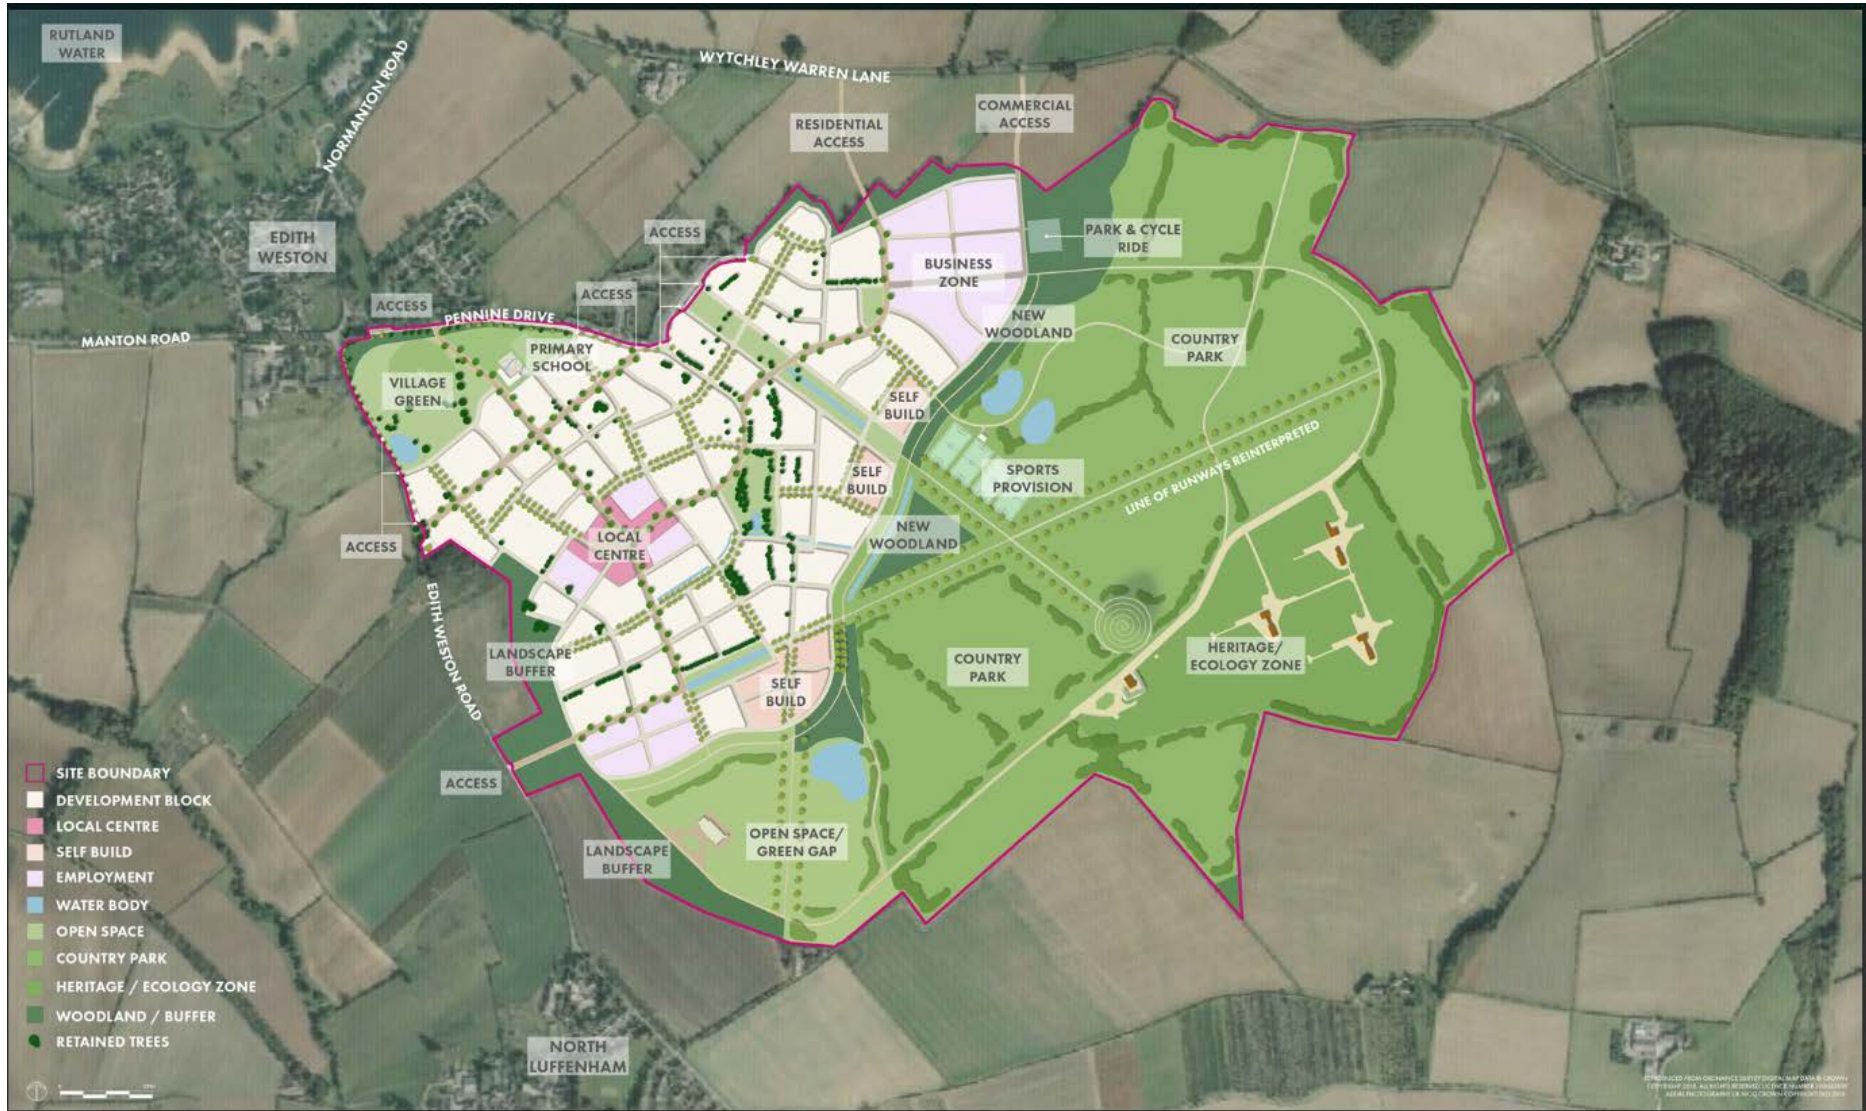 RUTLAND
WATER
NORMANTON ROAD
WYTCHLEY WARREN LANE
COMMERCIAL
ACCESS
RESIDENTIAL
ACCESS
EDITH
WESTON
ACCESS
PARK & CYCLE
RIDE
BUSINESS
ZONE
ACCESS
ACCESS
PENNINE DRIVE
MANTON ROAD
NEW
WOODLAND
COUNTRY
PARK
PRIMARY
SCHOOL
VILLAGE
GREEN
SELF
BUILD
SELF
BUILD
SPORTS
PROVISION
LINE OF RUNWAYS REINTERPRETED
NEW
WOODLAND
LOCAL
CENTRE
ACCESS
EDITH WESTON ROAD
LANDSCAPE
BUFFER
COUNTRY
PARK
HERITAGE/
ECOLOGY ZONE
SELF
BUILD
ACCESS
OPEN SPACE/
GREEN GAP
LANDSCAPE
BUFFER
SITE BOUNDARY
DEVELOPMENT BLOCK
LOCAL CENTRE
SELF BUILD
EMPLOYMENT
WATER BODY
OPEN SPACE
COUNTRY PARK
HERITAGE / ECOLOGY ZONE
WOODLAND / BUFFER
RETAINED TREES
NORTH
LUFFENHAM